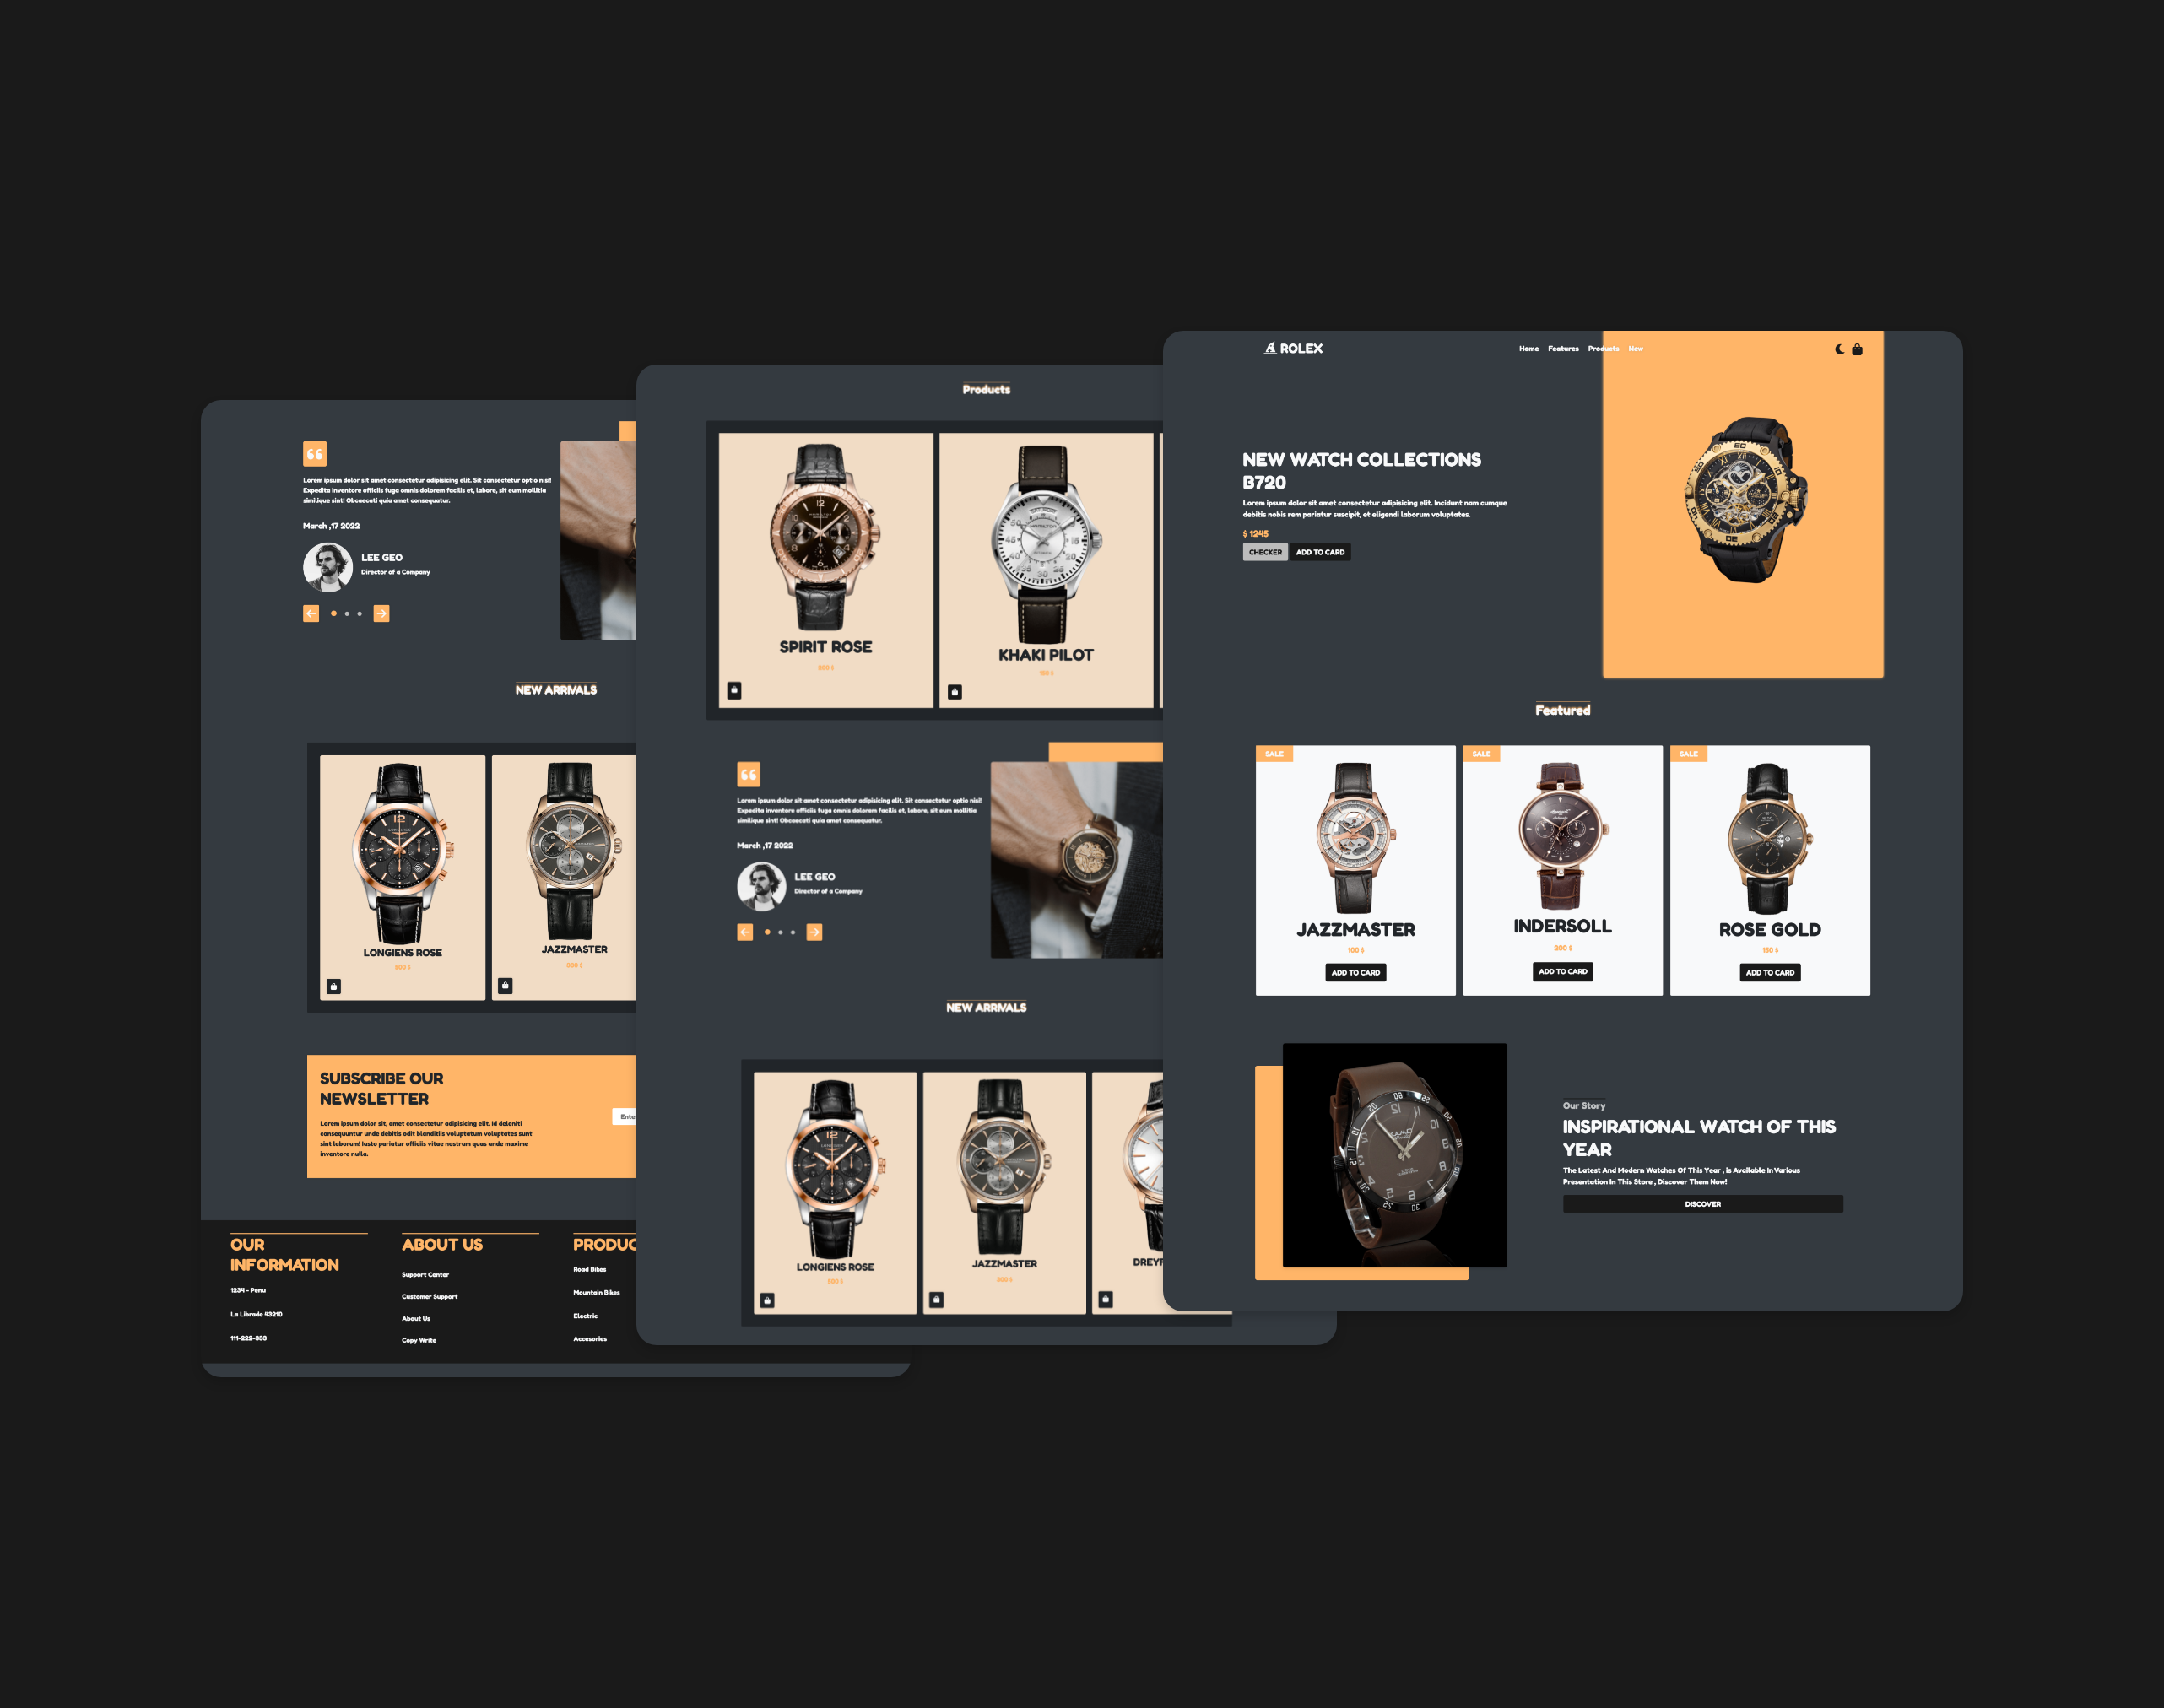 ROLEX
Home Features Products New
NEW WATCH COLLECTIONS
B720
Lorem ipsum dolor sit amet consectetur adipisicing elit. Incidunt nam cumque
debitis nobis rem pariatur suscipit, et eligendi laborum voluptates.
$ 1245
CHECKER ADD TO CARD
Featured
SALE
JAZZMASTER
100 $
ADD TO CARD
SALE
INDERSOLL
200 $
ADD TO CARD
SALE
ROSE GOLD
150 $
ADD TO CARD
Our Story
INSPIRATIONAL WATCH OF THIS
YEAR
The Latest And Modern Watches Of This Year , is Available In Various
Presentation In This Store , Discover Them Now!
DISCOVER
Products
SPIRIT ROSE
KHAKI PILOT
Lorem ipsum dolor sit amet consectetur adipisicing elit. Sit consectetur optio nisi!
Expedita inventore officiis fuga omnis dolorem facilis et, labore, sit eum mollitia
similique sint! Obcaecati quia amet consequatur.
March ,17 2022
LEE GEO
Director of a Company
NEW ARRIVALS
LONGIENS ROSE
JAZZMASTER
DREYF
Lorem ipsum dolor sit amet consectetur adipisicing elit. Sit consectetur optio nisi!
Expedita inventore officiis fuga omnis dolorem facilis et, labore, sit eum mollitia
similique sint! Obcaecati quia amet consequatur.
March ,17 2022
LEE GEO
Director of a Company
NEW ARRIVALS
LONGIENS ROSE
JAZZMASTER
SUBSCRIBE OUR
NEWSLETTER
Lorem ipsum dolor sit, amet consectetur adipisicing elit. Id deleniti
consequuntur unde debitis odit blanditiis voluptatum voluptates sunt
sint laborum! Iusto pariatur officiis vitae nostrum quas unde maxime
inventore nulla.
Enter
OUR
INFORMATION
1234 - Penu
La Librade 43210
111-222-333
ABOUT US
Support Center
Customer Support
About Us
Copy Write
PRODUC
Road Bikes
Mountain Bikes
Electric
Accesories